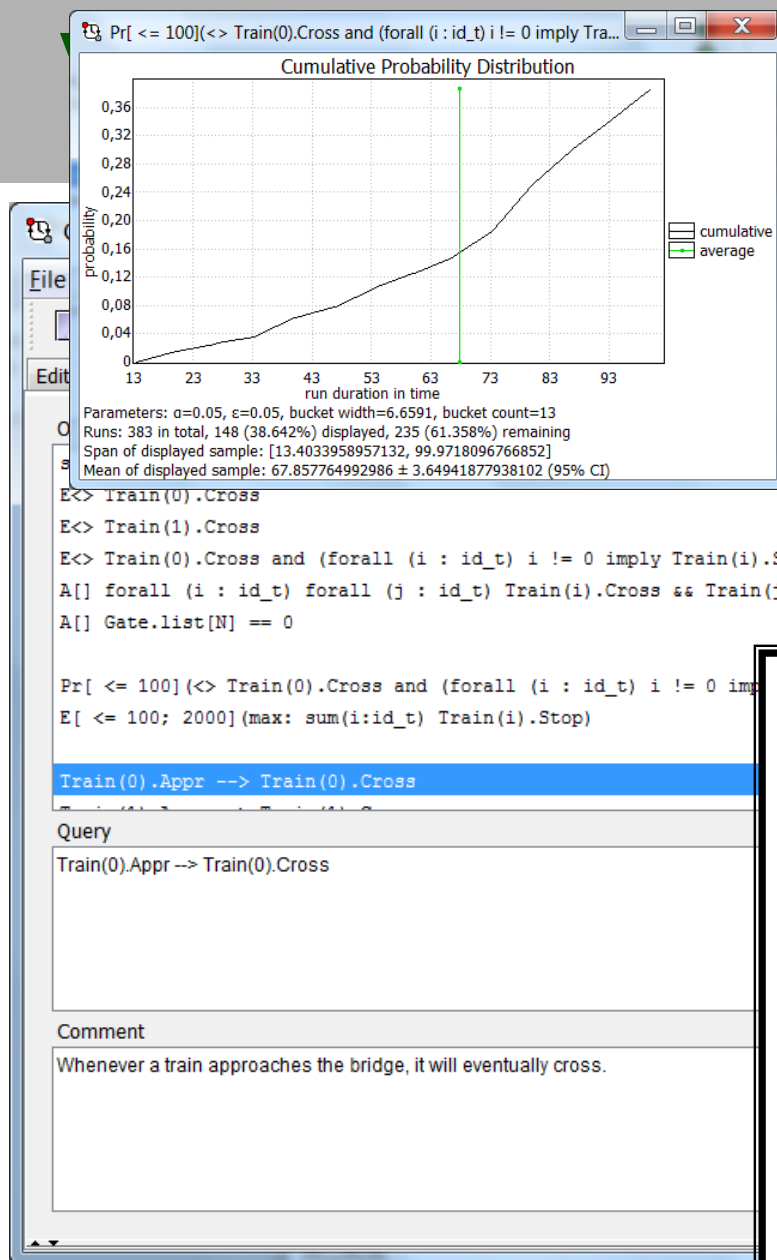 Pr[ <= 100](<> Train(0).Cross and (forall (i : id_t) i != 0 imply Tra...
Cumulative Probability Distribution
0,36
0,32
0,28
0,24
0,20
0,16
0,12
0,08
0,04
0
probability
13 23 33 43 53 63 73 83 93
run duration in time
cumulative
average
Parameters: α=0.05, ε=0.05, bucket width=6.6591, bucket count=13
Runs: 383 in total, 148 (38.642%) displayed, 235 (61.358%) remaining
Span of displayed sample: [13.4033958957132, 99.9718096766852]
Mean of displayed sample: 67.857764992986 ± 3.64941877938102 (95% CI)
File
Edit
E<> Train(0).Cross
E<> Train(1).Cross
E<> Train(0).Cross and (forall (i : id_t) i != 0 imply Train(i).S
A[] forall (i : id_t) forall (j : id_t) Train(i).Cross && Train(j
A[] Gate.list[N] == 0
Pr[ <= 100](<> Train(0).Cross and (forall (i : id_t) i != 0 imp
E[ <= 100; 2000](max: sum(i:id_t) Train(i).Stop)
Train(0).Appr --> Train(0).Cross
Query
Train(0).Appr --> Train(0).Cross
Comment
Whenever a train approaches the bridge, it will eventually cross.